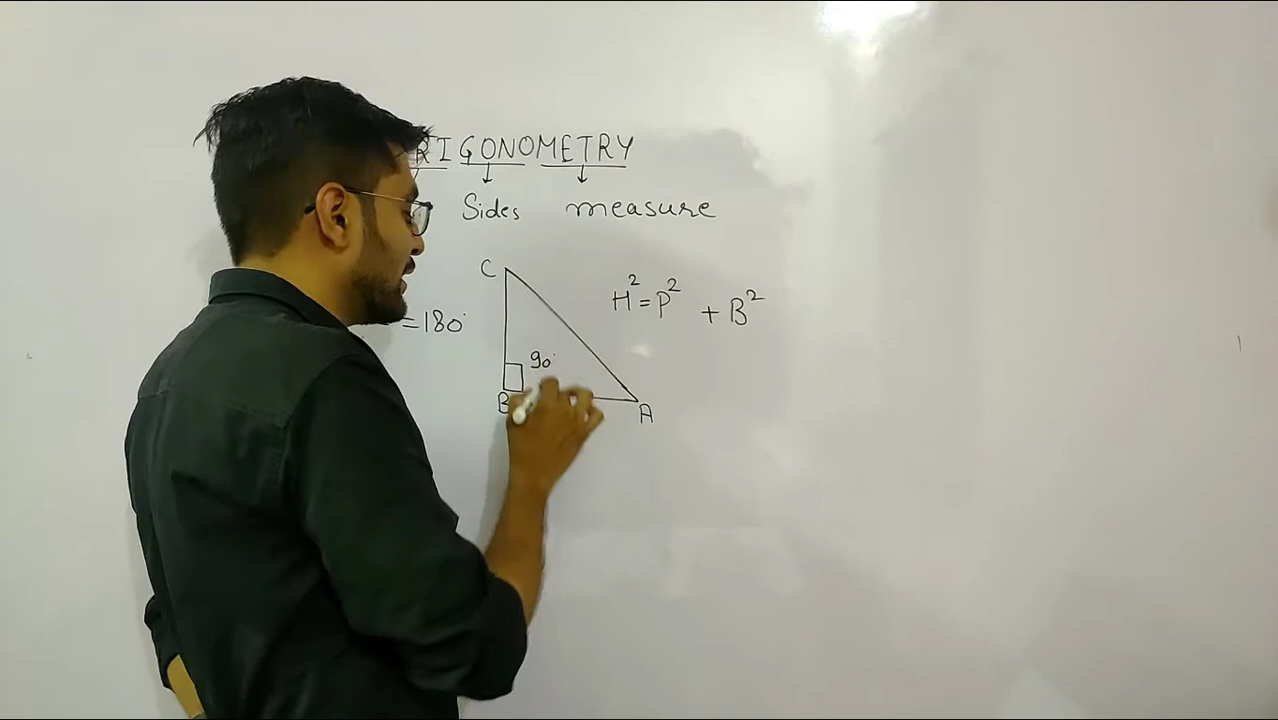 RIGONOMETRY
Sides measure
C
H²=P² + B²
=180°
90°
B
A